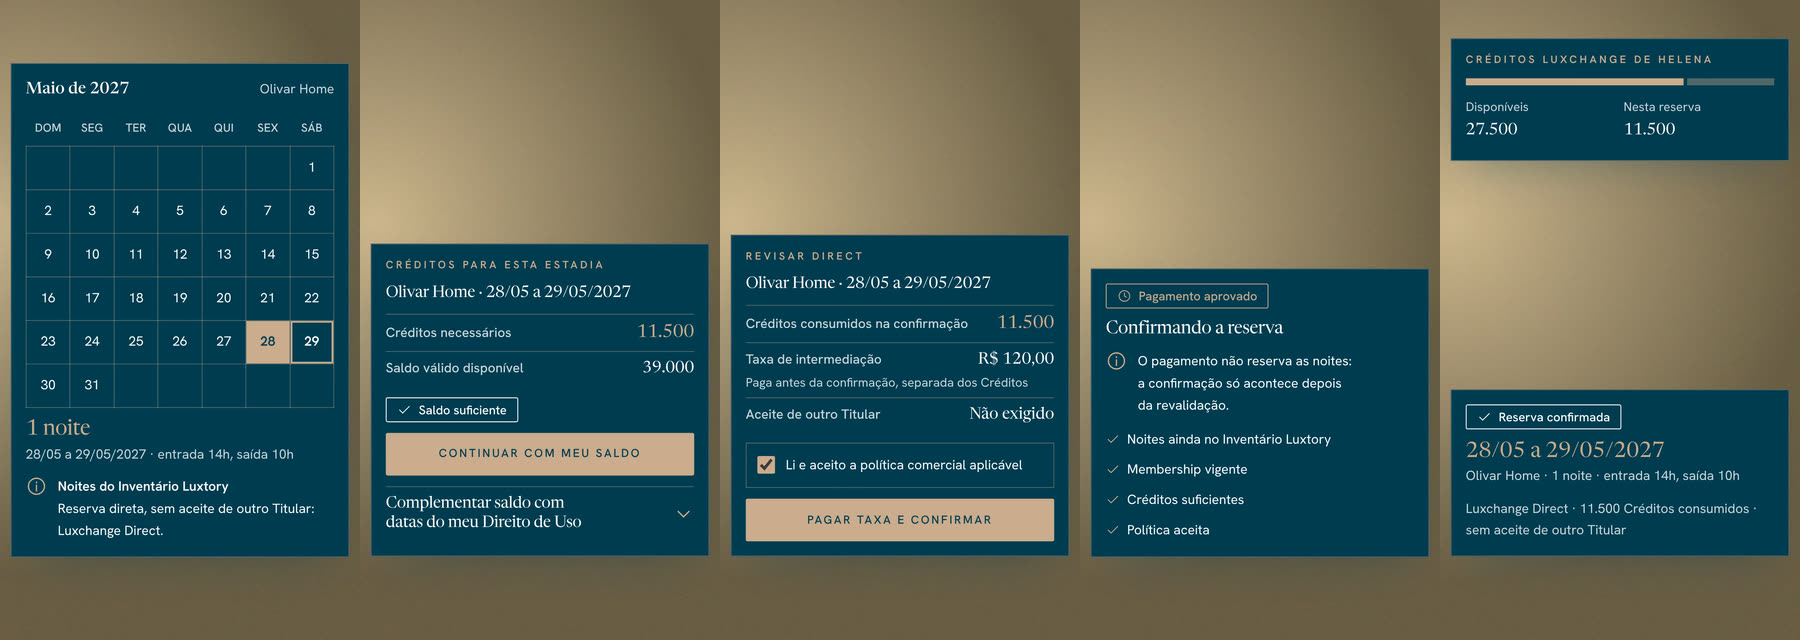 Maio de 2027
Olivar Home
DOM SEG TER QUA QUI SEX SÁB
1
2 3 4 5 6 7 8
9 10 11 12 13 14 15
16 17 18 19 20 21 22
23 24 25 26 27 28 29
30 31
1 noite
28/05 a 29/05/2027 · entrada 14h, saída 10h
Noites do Inventário Luxtory
Reserva direta, sem aceite de outro Titular:
Luxchange Direct.
CRÉDITOS PARA ESTA ESTADIA
Olivar Home · 28/05 a 29/05/2027
Créditos necessários 11.500
Saldo válido disponível 39.000
Saldo suficiente
CONTINUAR COM MEU SALDO
Complementar saldo com
datas do meu Direito de Uso
REVISAR DIRECT
Olivar Home · 28/05 a 29/05/2027
Créditos consumidos na confirmação 11.500
Taxa de intermediação R$ 120,00
Paga antes da confirmação, separada dos Créditos
Aceite de outro Titular Não exigido
Li e aceito a política comercial aplicável
PAGAR TAXA E CONFIRMAR
Pagamento aprovado
Confirmando a reserva
O pagamento não reserva as noites:
a confirmação só acontece depois
da revalidação.
Noites ainda no Inventário Luxtory
Membership vigente
Créditos suficientes
Política aceita
CRÉDITOS LUXCHANGE DE HELENA
Disponíveis Nesta reserva
27.500 11.500
Reserva confirmada
28/05 a 29/05/2027
Olivar Home · 1 noite · entrada 14h, saída 10h
Luxchange Direct · 11.500 Créditos consumidos ·
sem aceite de outro Titular